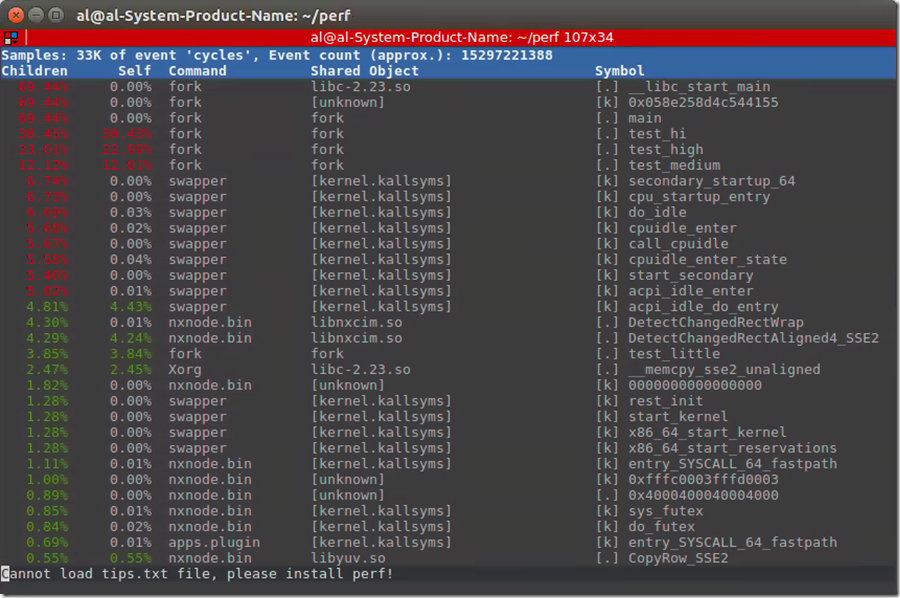 al@al-System-Product-Name: ~/perf
al@al-System-Product-Name: ~/perf 107x34
Samples: 33K of event 'cycles', Event count (approx.): 15297221388
Children Self Command Shared Object Symbol
69.44% 0.00% fork libc-2.23.so [.] __libc_start_main
69.44% 0.00% fork [unknown] [k] 0x058e258d4c544155
69.44% 0.00% fork fork [.] main
30.45% 30.43% fork fork [.] test_hi
22.99% fork fork [.] test_high
12.12% fork fork [.] test_medium
6.74% 0.00% swapper [kernel.kallsyms] [k] secondary_startup_64
6.73% 0.00% swapper [kernel.kallsyms] [k] cpu_startup_entry
6.69% 0.03% swapper [kernel.kallsyms] [k] do_idle
5.68% 0.02% swapper [kernel.kallsyms] [k] cpuidle_enter
5.67% 0.00% swapper [kernel.kallsyms] [k] call_cpuidle
5.58% 0.04% swapper [kernel.kallsyms] [k] cpuidle_enter_state
5.46% 0.00% swapper [kernel.kallsyms] [k] start_secondary
5.02% 0.01% swapper [kernel.kallsyms] [k] acpi_idle_enter
4.81% 4.43% swapper [kernel.kallsyms] [k] acpi_idle_do_entry
4.30% 0.01% nxnode.bin libnxcim.so [.] DetectChangedRectWrap
4.29% 4.24% nxnode.bin libnxcim.so [.] DetectChangedRectAligned4_SSE2
3.85% 3.84% fork fork [.] test_little
2.47% 2.45% Xorg libc-2.23.so [.] __memcpy_sse2_unaligned
1.82% 0.00% nxnode.bin [unknown] [k] 0000000000000000
1.28% 0.00% swapper [kernel.kallsyms] [k] rest_init
1.28% 0.00% swapper [kernel.kallsyms] [k] start_kernel
1.28% 0.00% swapper [kernel.kallsyms] [k] x86_64_start_kernel
1.28% 0.00% swapper [kernel.kallsyms] [k] x86_64_start_reservations
1.11% 0.01% nxnode.bin [kernel.kallsyms] [k] entry_SYSCALL_64_fastpath
1.00% 0.00% nxnode.bin [unknown] [k] 0xfffc0003fffd0003
0.89% 0.00% nxnode.bin [unknown] [.] 0x4000400040004000
0.85% 0.01% nxnode.bin [kernel.kallsyms] [k] sys_futex
0.84% 0.02% nxnode.bin [kernel.kallsyms] [k] do_futex
0.69% 0.01% apps.plugin [kernel.kallsyms] [k] entry_SYSCALL_64_fastpath
0.55% 0.55% nxnode.bin libyuv.so [.] CopyRow_SSE2
Cannot load tips.txt file, please install perf!